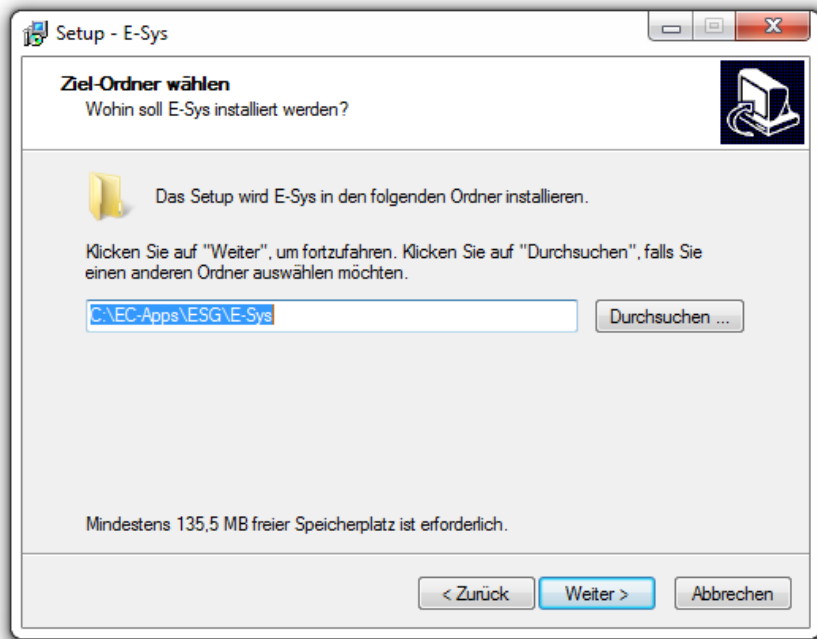 Setup - E-Sys
Ziel-Ordner wählen
Wohin soll E-Sys installiert werden?
Das Setup wird E-Sys in den folgenden Ordner installieren.
Klicken Sie auf "Weiter", um fortzufahren. Klicken Sie auf "Durchsuchen", falls Sie
einen anderen Ordner auswählen möchten.
C:\EC-Apps\ESG\E-Sys
Durchsuchen ...
Mindestens 135,5 MB freier Speicherplatz ist erforderlich.
< Zurück
Weiter >
Abbrechen